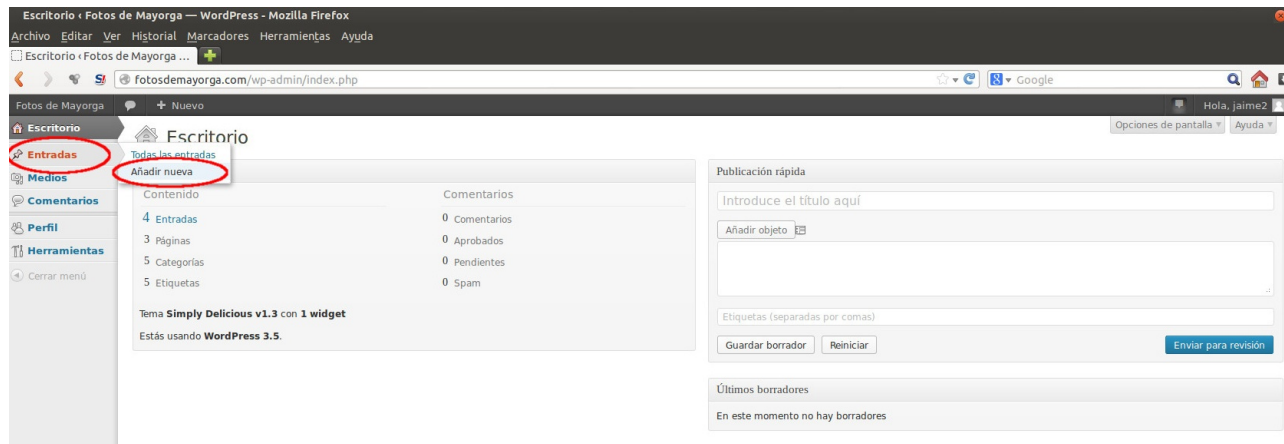 Escritorio ‹ Fotos de Mayorga — WordPress - Mozilla Firefox
Archivo Editar Ver Historial Marcadores Herramientas Ayuda
Escritorio ‹ Fotos de Mayorga ...
fotosdemayorga.com/wp-admin/index.php
Google
Fotos de Mayorga
Nuevo
Hola, jaime2
Escritorio
Entradas
Medios
Comentarios
Perfil
Herramientas
Cerrar menú
Todas las entradas
Añadir nueva
Escritorio
Opciones de pantalla
Ayuda
Contenido
4 Entradas
3 Páginas
5 Categorías
5 Etiquetas
Comentarios
0 Comentarios
0 Aprobados
0 Pendientes
0 Spam
Tema Simply Delicious v1.3 con 1 widget
Estás usando WordPress 3.5.
Publicación rápida
Introduce el título aquí
Añadir objeto
Etiquetas (separadas por comas)
Guardar borrador
Reiniciar
Enviar para revisión
Últimos borradores
En este momento no hay borradores